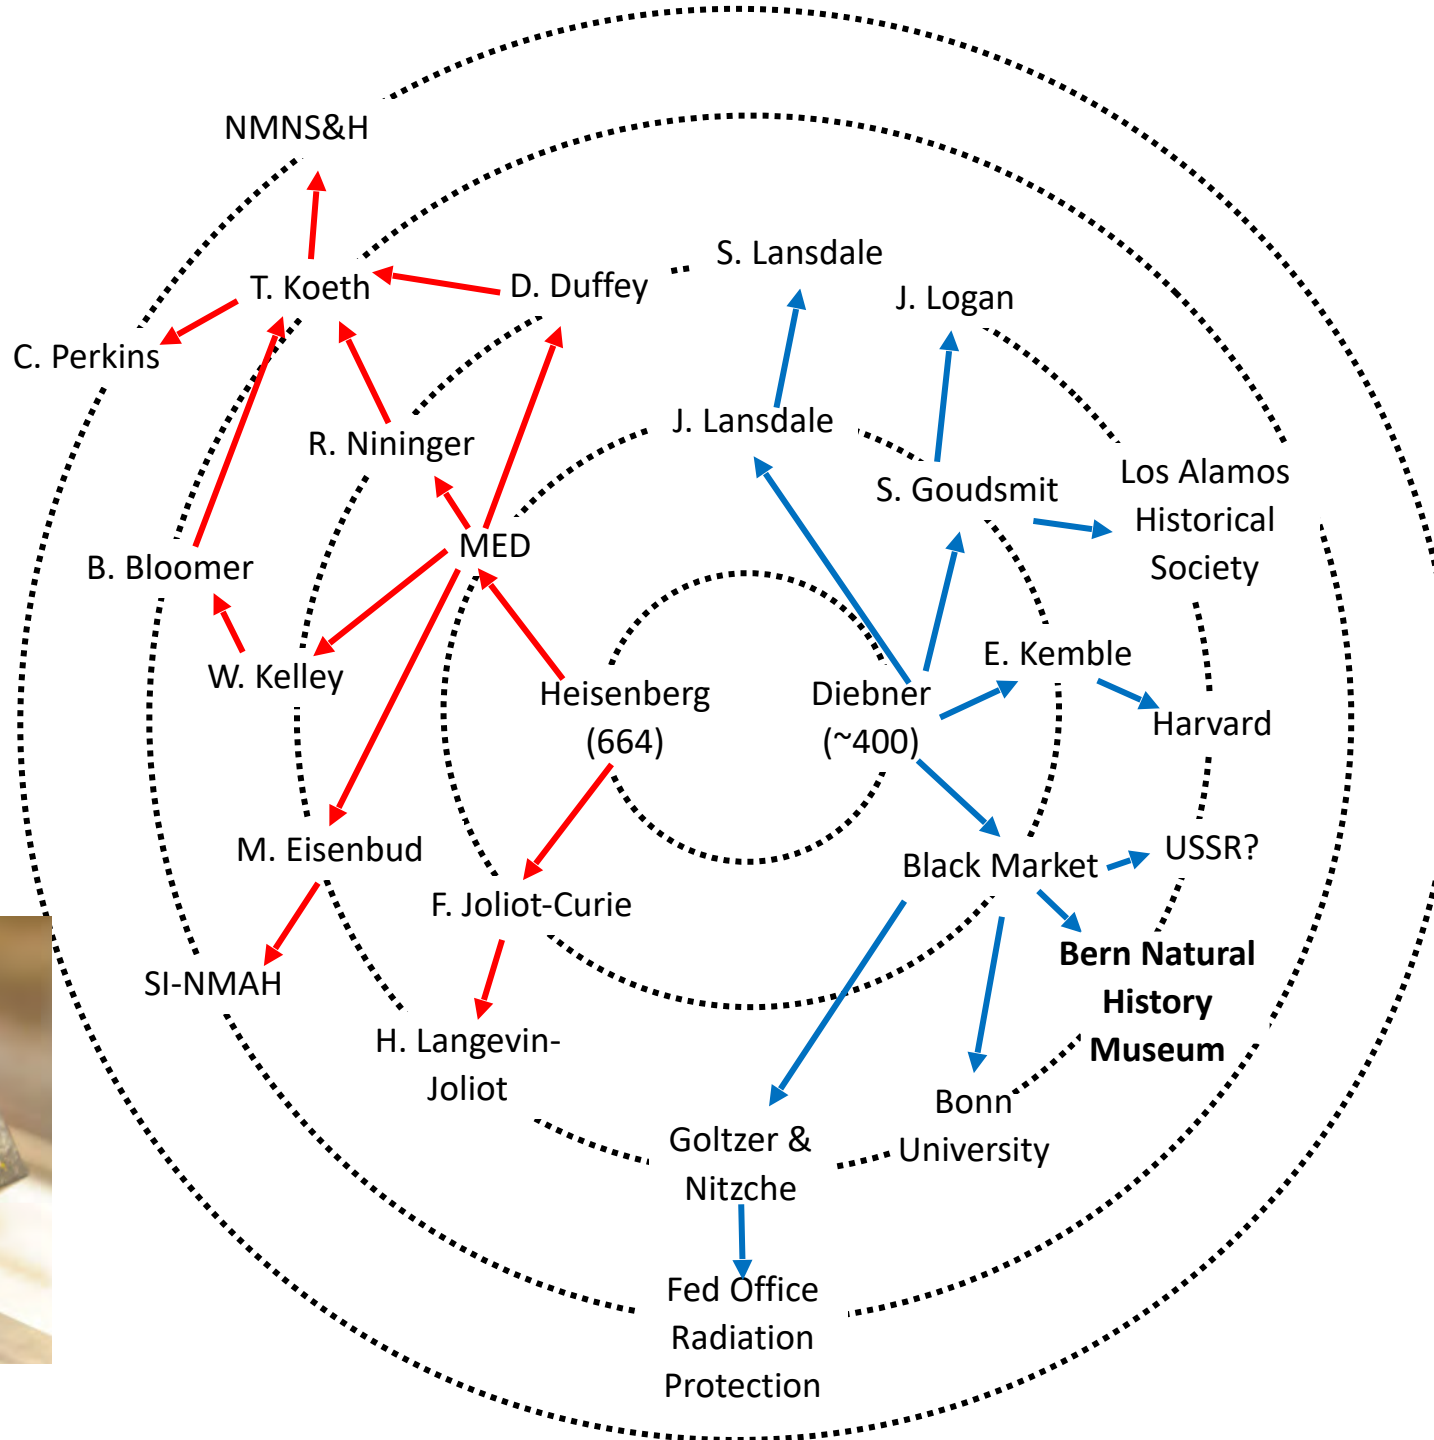 NMNS&H
S. Lansdale
T. Koeth
D. Duffey
J. Logan
C. Perkins
J. Lansdale
R. Nininger
Los Alamos
Historical
Society
S. Goudsmit
MED
B. Bloomer
E. Kemble
W. Kelley
Heisenberg
(664)
Diebner
(~400)
Harvard
M. Eisenbud
USSR?
Black Market
F. Joliot-Curie
Bern Natural
History
Museum
SI-NMAH
H. Langevin-
Joliot
Bonn
University
Goltzer &
Nitzche
Fed Office
Radiation
Protection